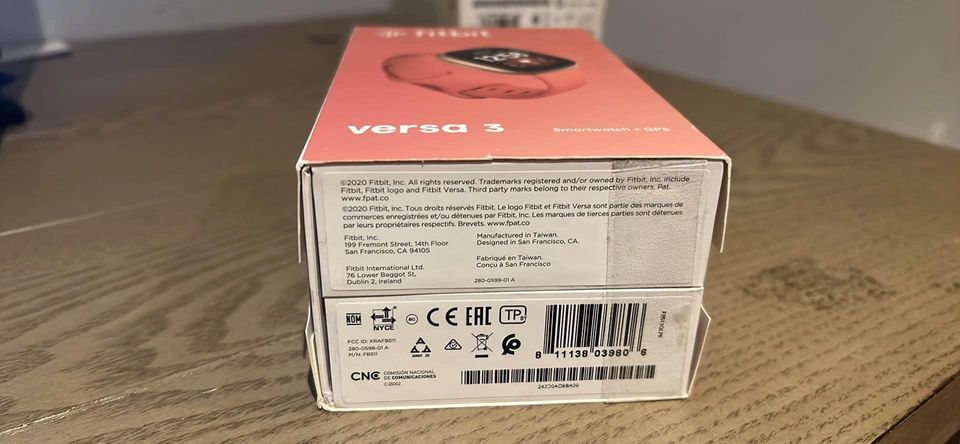 fitbit
versa 3
Smartwatch + GPS
©2020 Fitbit, Inc. All rights reserved. Trademarks registered and/or owned by Fitbit, Inc. include
Fitbit, Fitbit logo and Fitbit Versa. Third party marks belong to their respective owners. Pat.
www.fpat.co
©2020 Fitbit, Inc. Tous droits réservés Fitbit. Le logo Fitbit et Fitbit Versa sont partie des marques de
commerces enregistrées et/ou détenues par Fitbit, Inc. Les marques de tierces parties sont détenues
par leurs propriétaires respectifs. Brevets. www.fpat.co
Fitbit, Inc.
199 Fremont Street, 14th Floor
San Francisco, CA 94105
Fitbit International Ltd.
76 Lower Baggot St,
Dublin 2, Ireland
Manufactured in Taiwan.
Designed in San Francisco, CA.
Fabriqué en Taiwan.
Conçu à San Francisco
280-0599-01 A
NOM
NYCE
BC
CE EAC
TP
BY
FCC ID: XRAFB511
280-0598-01 A
M/N: FB511
CNC COMISIÓN NACIONAL
DE COMUNICACIONES
C-25002
8 11138 03980 6
FB511GLPK